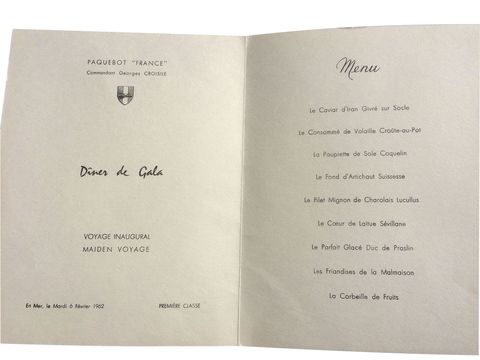 PAQUEBOT "FRANCE"
Commandant Georges CROISILE
Dîner de Gala
VOYAGE INAUGURAL
MAIDEN VOYAGE
En Mer, le Mardi 6 Février 1962
PREMIÈRE CLASSE
Menu
Le Caviar d'Iran Givré sur Socle
Le Consommé de Volaille Croûte-au-Pot
La Paupiette de Sole Coquelin
Le Fond d'Artichaut Suissesse
Le Filet Mignon de Charolais Lucullus
Le Cœur de Laitue Sévillane
Le Parfait Glacé Duc de Praslin
Les Friandises de la Malmaison
La Corbeille de Fruits